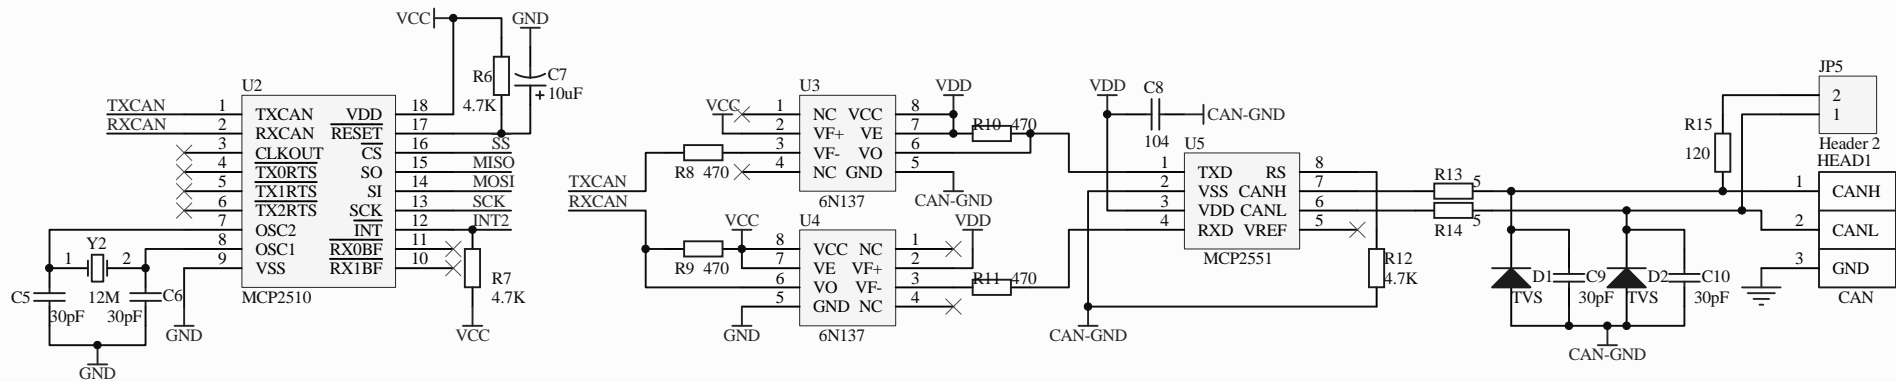 VCC
GND
R6
4.7K
C7
+ 10uF
U2
TXCAN 1 TXCAN VDD 18
RXCAN 2 RXCAN RESET 17
3 CLKOUT CS 16 SS
4 TX0RTS SO 15 MISO
5 TX1RTS SI 14 MOSI
6 TX2RTS SCK 13 SCK
7 OSC2 INT 12 INT2
8 OSC1 RX0BF 11
9 VSS RX1BF 10
MCP2510
1 Y2 2
12M
C5
30pF
C6
30pF
GND
GND
R7
4.7K
VCC
TXCAN
RXCAN
R8 470
R9 470
U3
VCC 1 NC VCC 8 VDD
2 VF+ VE 7
3 VF- VO 6
4 NC GND 5
6N137
CAN-GND
R10 470
U4
VCC 8 VCC NC 1 VDD
7 VE VF+ 2
6 VO VF- 3
5 GND NC 4
6N137
GND
R11 470
VDD
C8
104
CAN-GND
U5
1 TXD RS 8
2 VSS CANH 7
3 VDD CANL 6
4 RXD VREF 5
MCP2551
CAN-GND
R12
4.7K
R13 5
R14 5
D1
TVS
C9
30pF
D2
TVS
C10
30pF
CAN-GND
R15
120
JP5
2
1
Header 2
HEAD1
1 CANH
2 CANL
3 GND
CAN